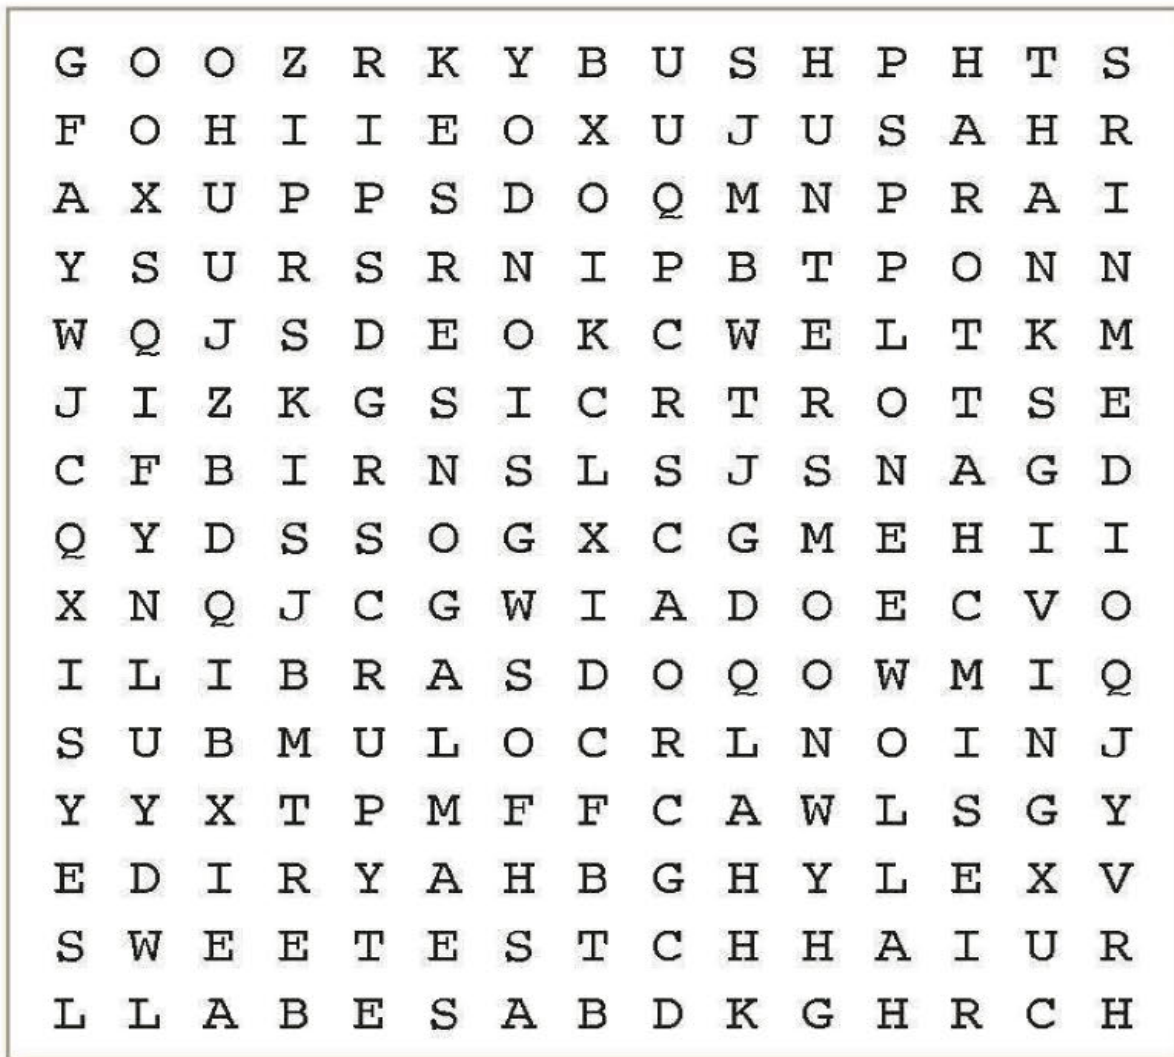 G O O Z R K Y B U S H P H T S
F O H I I E O X U J U S A H R
A X U P P S D O Q M N P R A I
Y S U R S R N I P B T P O N N
W Q J S D E O K C W E L T K M
J I Z K G S I C R T R O T S E
C F B I R N S L S J S N A G D
Q Y D S S O G X C G M E H I I
X N Q J C G W I A D O E C V O
I L I B R A S D O Q O W M I Q
S U B M U L O C R L N O I N J
Y Y X T P M F F C A W L S G Y
E D I R Y A H B G H Y L E X V
S W E E T E S T C H H A I U R
L L A B E S A B D K G H R C H